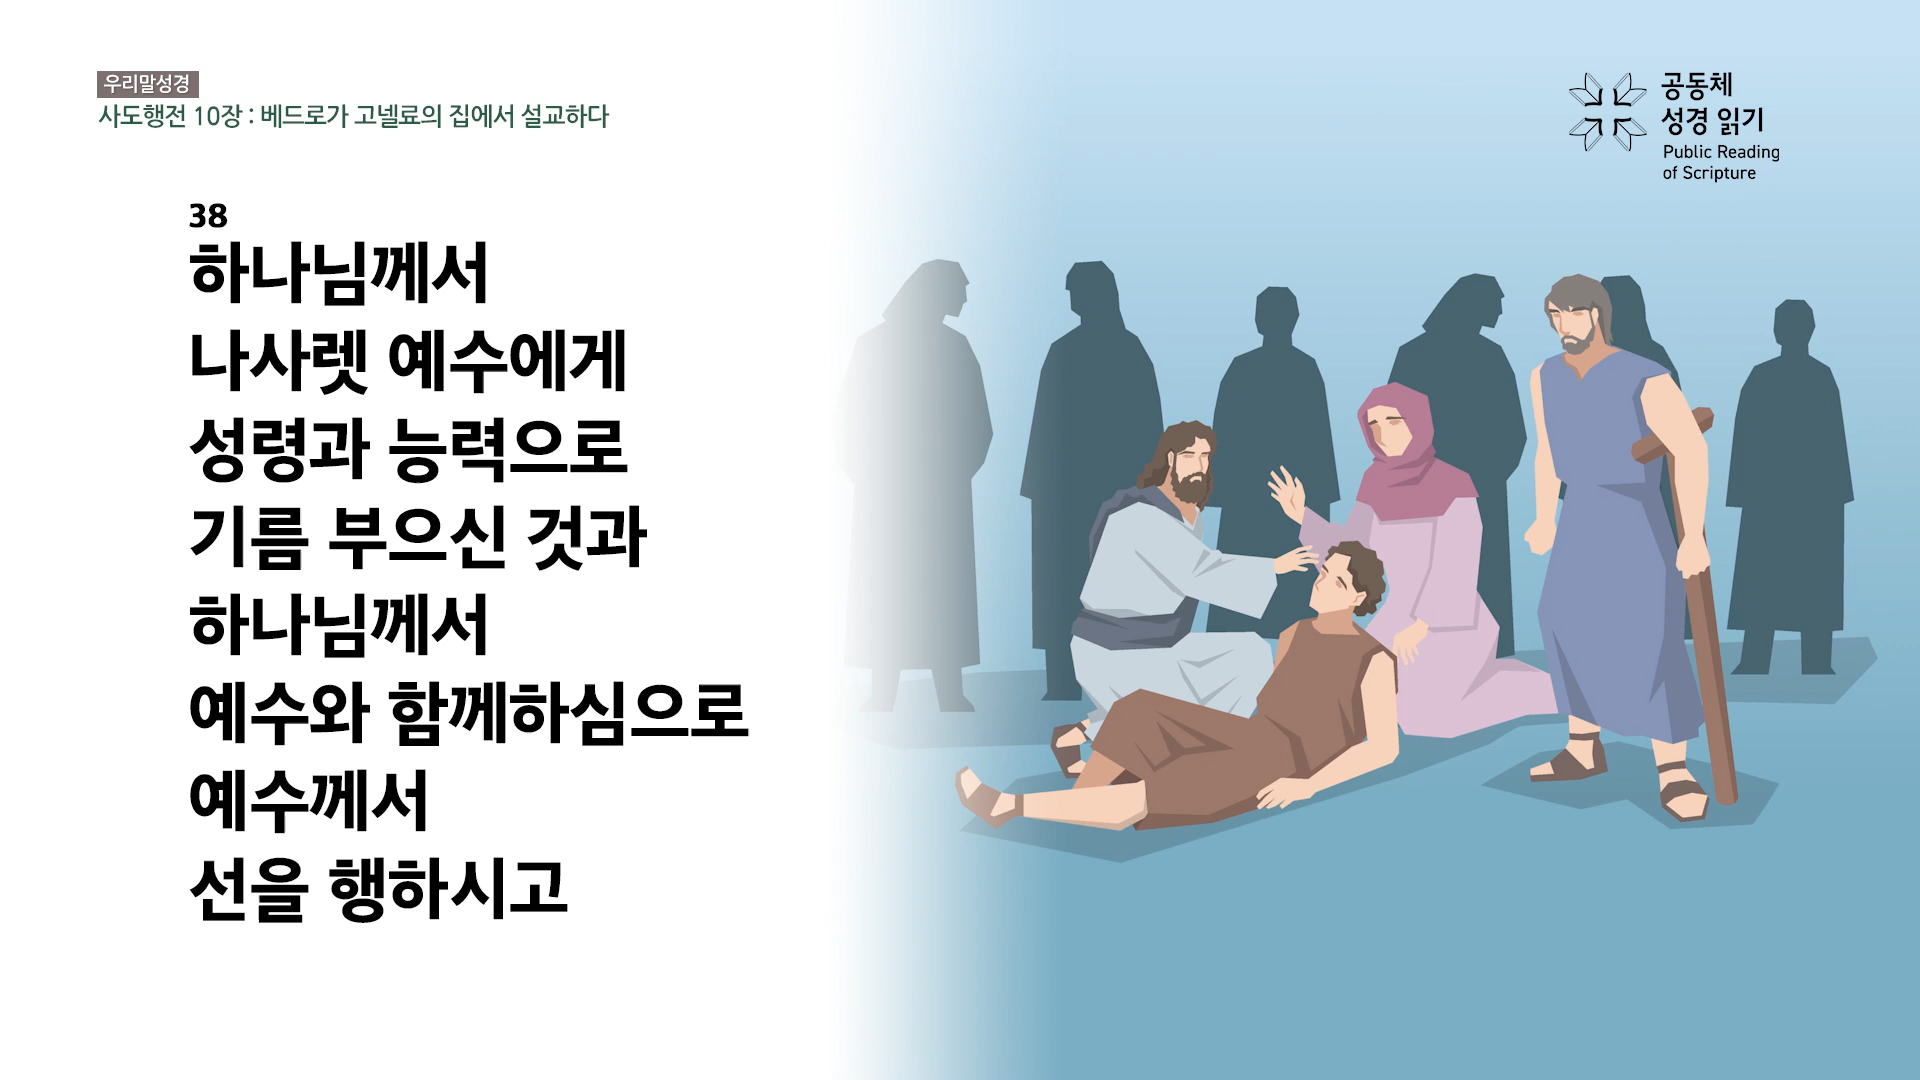 우리말성경
사도행전 10장 : 베드로가 고넬료의 집에서 설교하다
공동체
성경 읽기
Public Reading
of Scripture
38
하나님께서
나사렛 예수에게
성령과 능력으로
기름 부으신 것과
하나님께서
예수와 함께하심으로
예수께서
선을 행하시고